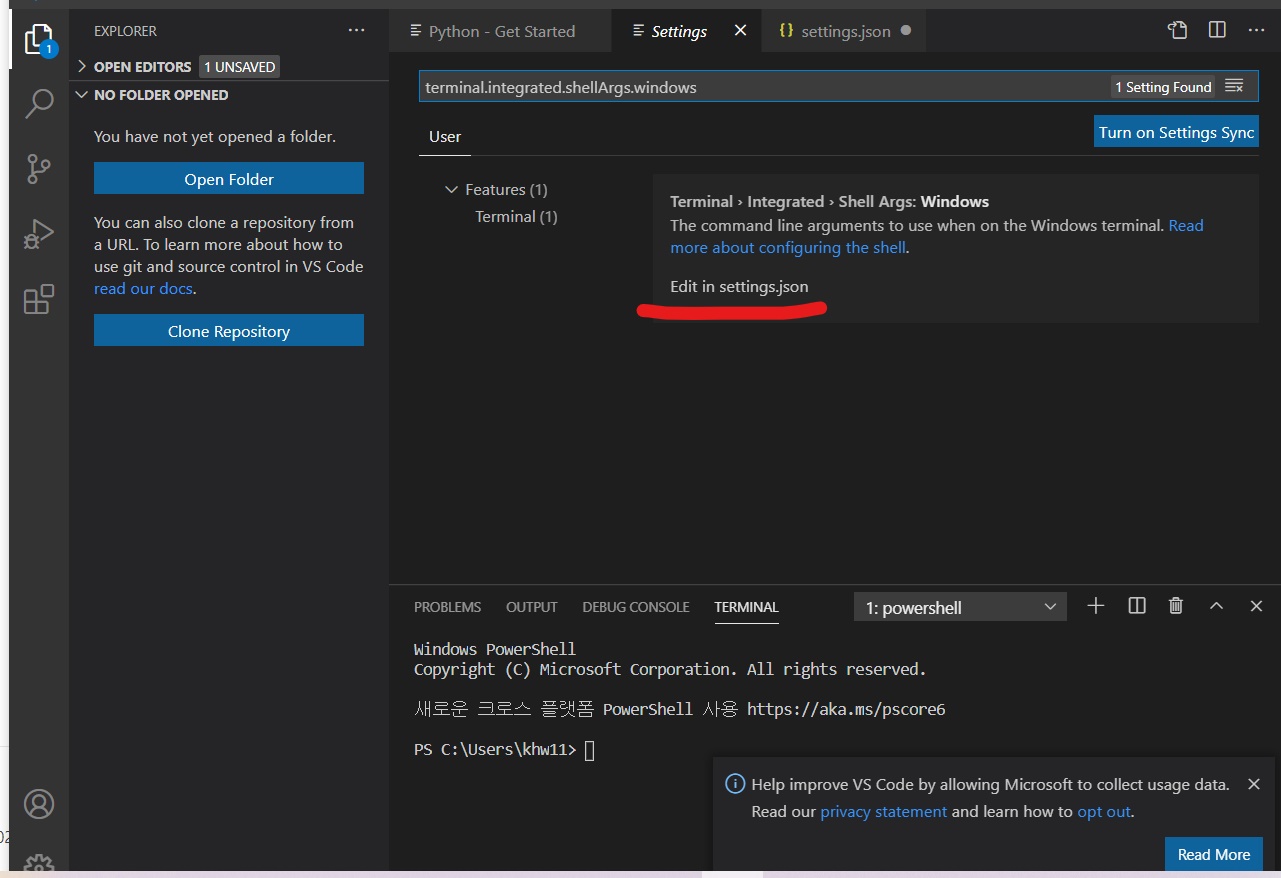 EXPLORER
OPEN EDITORS 1 UNSAVED
NO FOLDER OPENED
You have not yet opened a folder.
Open Folder
You can also clone a repository from
a URL. To learn more about how to
use git and source control in VS Code
read our docs.
Clone Repository
1
Python - Get Started
Settings
settings.json
terminal.integrated.shellArgs.windows
1 Setting Found
User
Turn on Settings Sync
Features (1)
Terminal (1)
Terminal › Integrated › Shell Args: Windows
The command line arguments to use when on the Windows terminal. Read
more about configuring the shell.
Edit in settings.json
PROBLEMS OUTPUT DEBUG CONSOLE TERMINAL
1: powershell
Windows PowerShell
Copyright (C) Microsoft Corporation. All rights reserved.
새로운 크로스 플랫폼 PowerShell 사용 https://aka.ms/pscore6
PS C:\Users\khw11>
Help improve VS Code by allowing Microsoft to collect usage data.
Read our privacy statement and learn how to opt out.
Read More